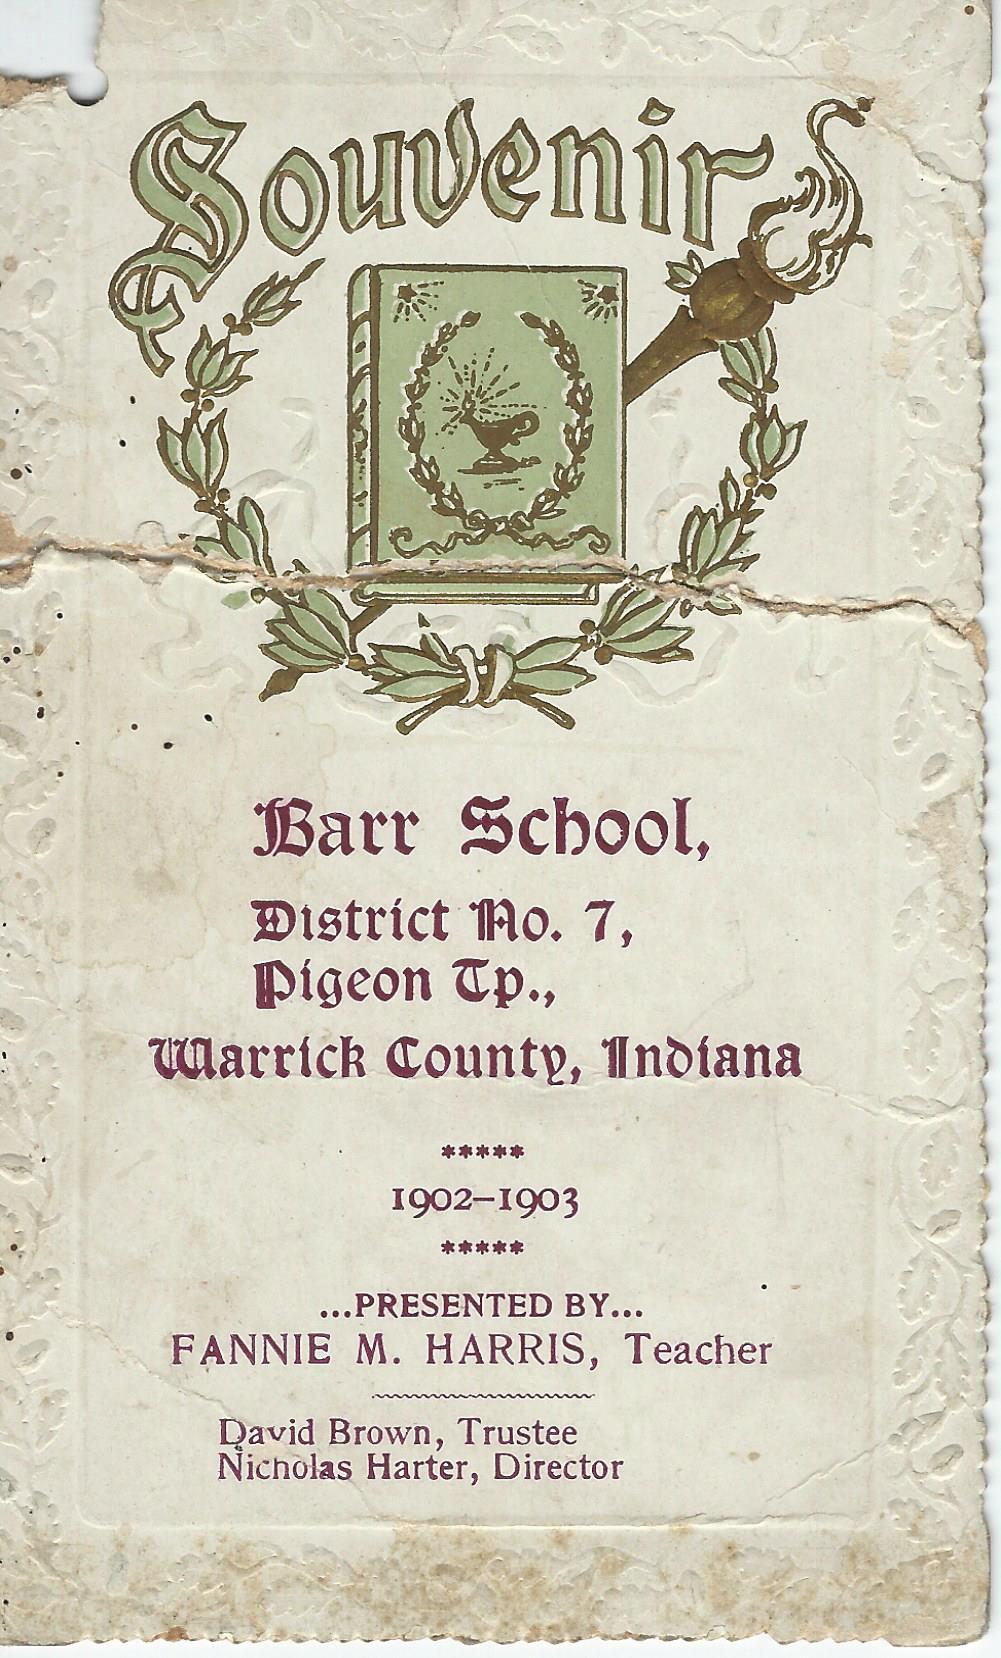 Souvenir
Barr School,
District No. 7,
Pigeon Tp.,
Warrick County, Indiana
*****
1902–1903
*****
...PRESENTED BY...
FANNIE M. HARRIS, Teacher
David Brown, Trustee
Nicholas Harter, Director